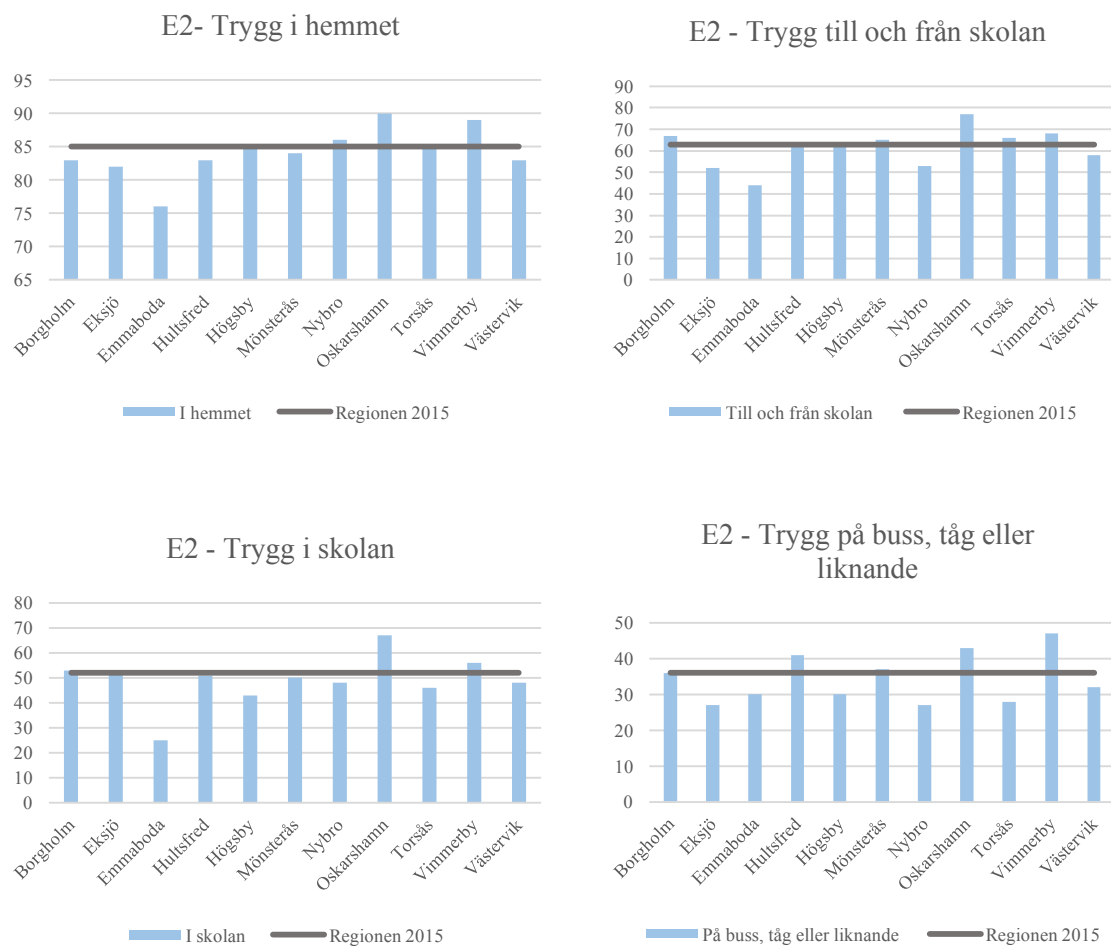 E2- Trygg i hemmet
95
90
85
80
75
70
65
Borgholm
Eksjö
Emmaboda
Hultsfred
Högsby
Mönsterås
Nybro
Oskarshamn
Torsås
Vimmerby
Västervik
I hemmet
Regionen 2015
E2 - Trygg till och från skolan
90
80
70
60
50
40
30
20
10
0
Borgholm
Eksjö
Emmaboda
Hultsfred
Högsby
Mönsterås
Nybro
Oskarshamn
Torsås
Vimmerby
Västervik
Till och från skolan
Regionen 2015
E2 - Trygg i skolan
80
70
60
50
40
30
20
10
0
Borgholm
Eksjö
Emmaboda
Hultsfred
Högsby
Mönsterås
Nybro
Oskarshamn
Torsås
Vimmerby
Västervik
I skolan
Regionen 2015
E2 - Trygg på buss, tåg eller
liknande
50
40
30
20
10
0
Borgholm
Eksjö
Emmaboda
Hultsfred
Högsby
Mönsterås
Nybro
Oskarshamn
Torsås
Vimmerby
Västervik
På buss, tåg eller liknande
Regionen 2015